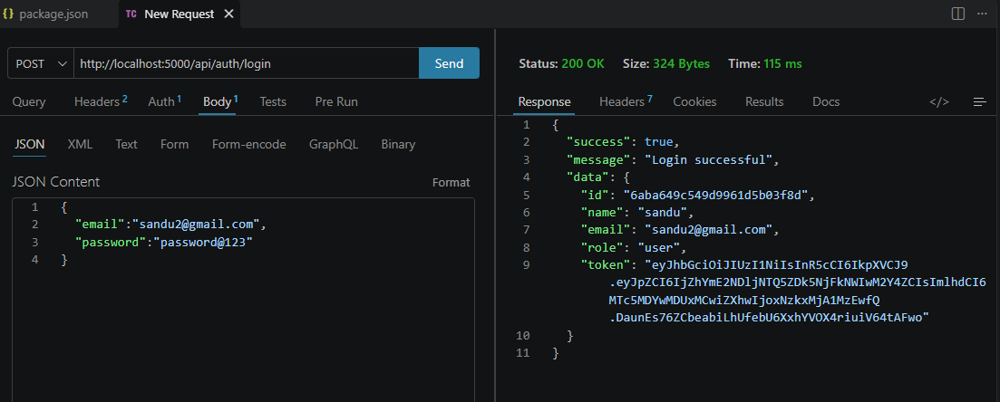 {} package.json
TC New Request ×
POST http://localhost:5000/api/auth/login Send
Query Headers 2 Auth 1 Body 1 Tests Pre Run
JSON XML Text Form Form-encode GraphQL Binary
JSON Content Format
1 {
2 "email":"sandu2@gmail.com",
3 "password":"password@123"
4 }
Status: 200 OK Size: 324 Bytes Time: 115 ms
Response Headers 7 Cookies Results Docs </>
1 {
2 "success": true,
3 "message": "Login successful",
4 "data": {
5 "id": "6aba649c549d9961d5b03f8d",
6 "name": "sandu",
7 "email": "sandu2@gmail.com",
8 "role": "user",
9 "token": "eyJhbGciOiJIUzI1NiIsInR5cCI6IkpXVCJ9
.eyJpZCI6IjZhYmE2NDljNTQ5ZDk5NjFkNWIwM2Y4ZCIsImlhdCI6
MTc5MDYwMDUxMCwiZXhwIjoxNzkxMjA1MzEwfQ
.DaunEs76ZCbeabiLhUfebU6XxhYVOX4riuiV64tAFwo"
10 }
11 }